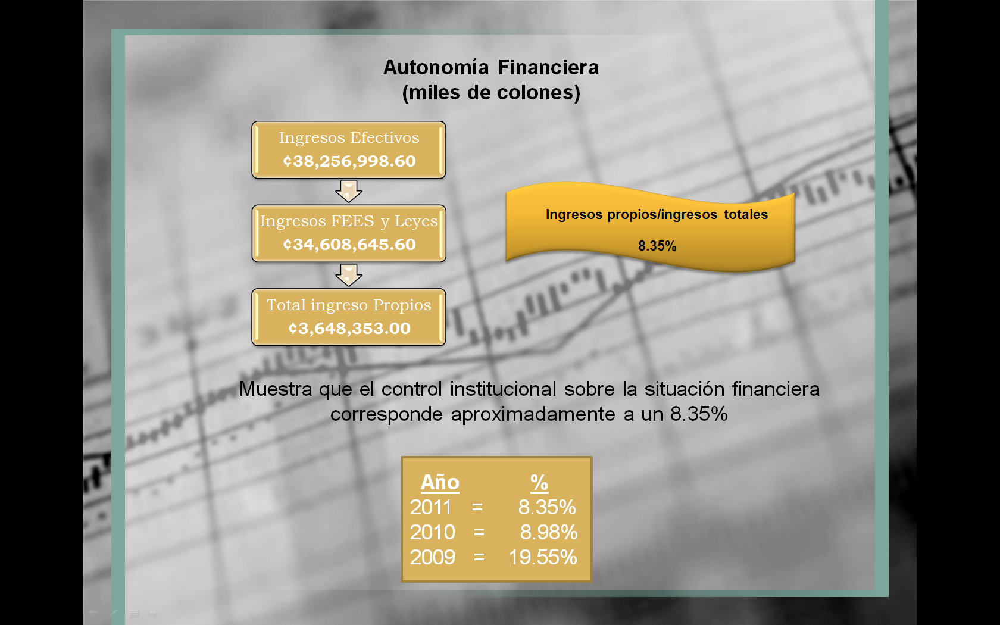 Autonomía Financiera
(miles de colones)
Ingresos Efectivos
¢38,256,998.60
Ingresos FEES y Leyes
¢34,608,645.60
Total ingreso Propios
¢3,648,353.00
Ingresos propios/ingresos totales
8.35%
Muestra que el control institucional sobre la situación financiera
corresponde aproximadamente a un 8.35%
Año %
2011 = 8.35%
2010 = 8.98%
2009 = 19.55%